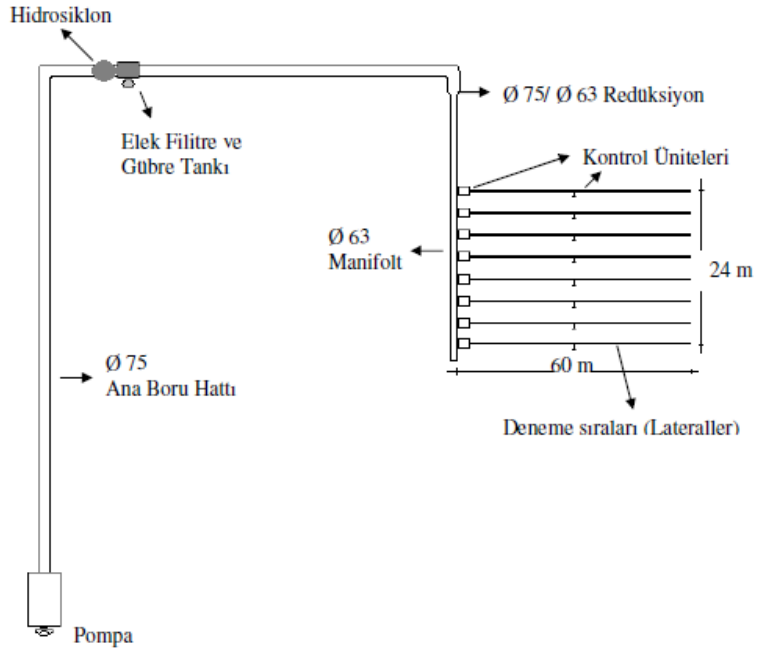 Hidrosiklon
Ø 75/ Ø 63 Redüksiyon
Elek Filitre ve
Gübre Tankı
Kontrol Üniteleri
Ø 63
Manifolt
24 m
60 m
Ø 75
Ana Boru Hattı
Deneme sıraları (Lateraller)
Pompa